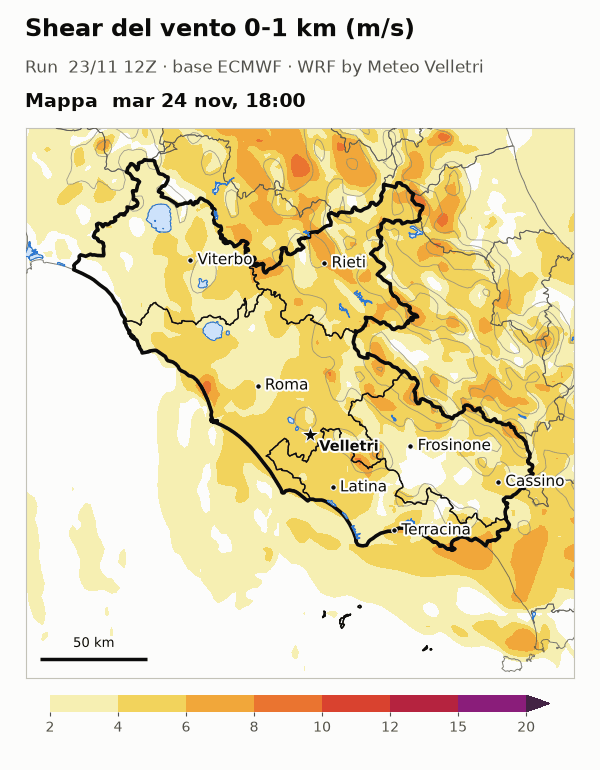 Shear del vento 0-1 km (m/s)
Run  23/11 12Z · base ECMWF · WRF by Meteo Velletri
Mappa  mar 24 nov, 18:00
Viterbo
Rieti
Roma
Velletri
Frosinone
Latina
Cassino
Terracina
50 km
2 4 6 8 10 12 15 20